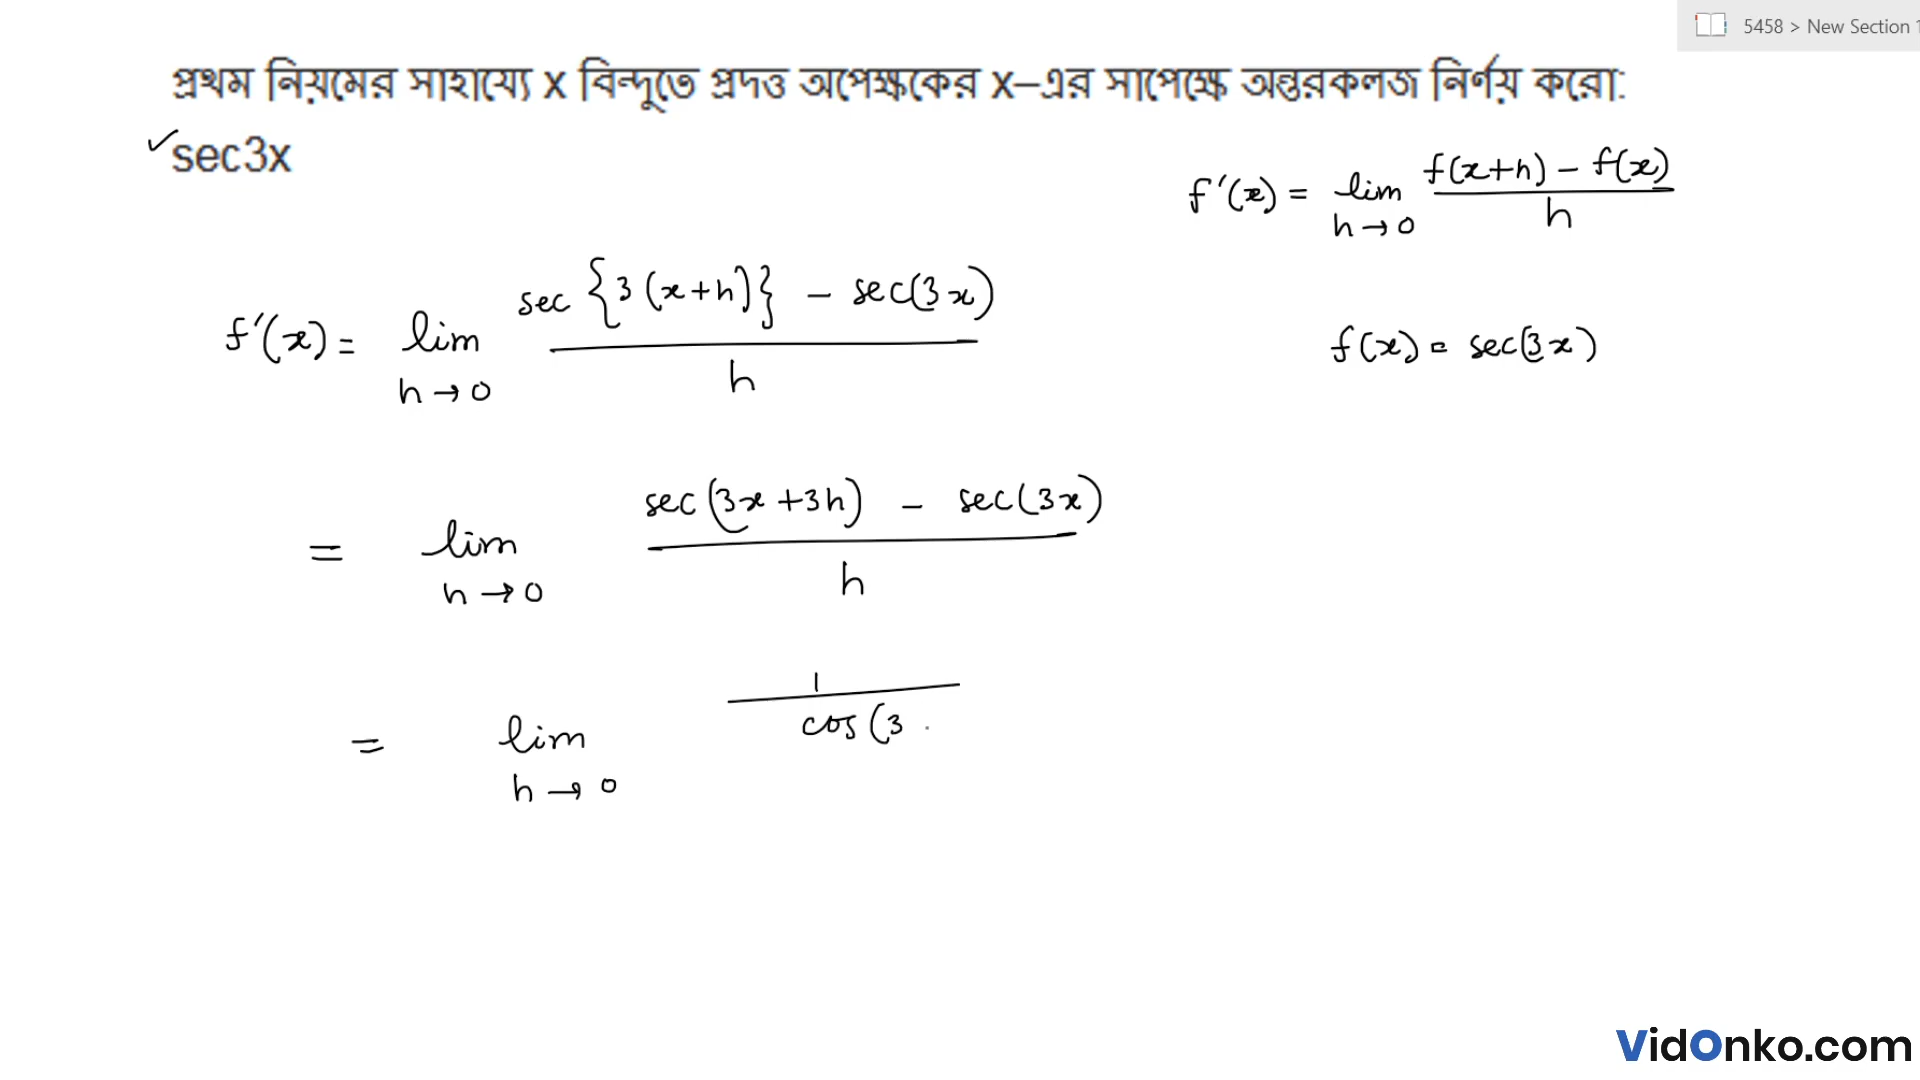 5458 > New Section 1
প্রথম নিয়মের সাহায্যে x বিন্দুতে প্রদত্ত অপেক্ষকের x–এর সাপেক্ষে অন্তরকলজ নির্ণয় করো:
✓sec3x
f'(x) = lim h→0 (f(x+h) − f(x))/h
f'(x) = lim h→0 (sec{3(x+h)} − sec(3x))/h
f(x) = sec(3x)
= lim h→0 (sec(3x+3h) − sec(3x))/h
= lim h→0 1/cos(3
VidOnko.com